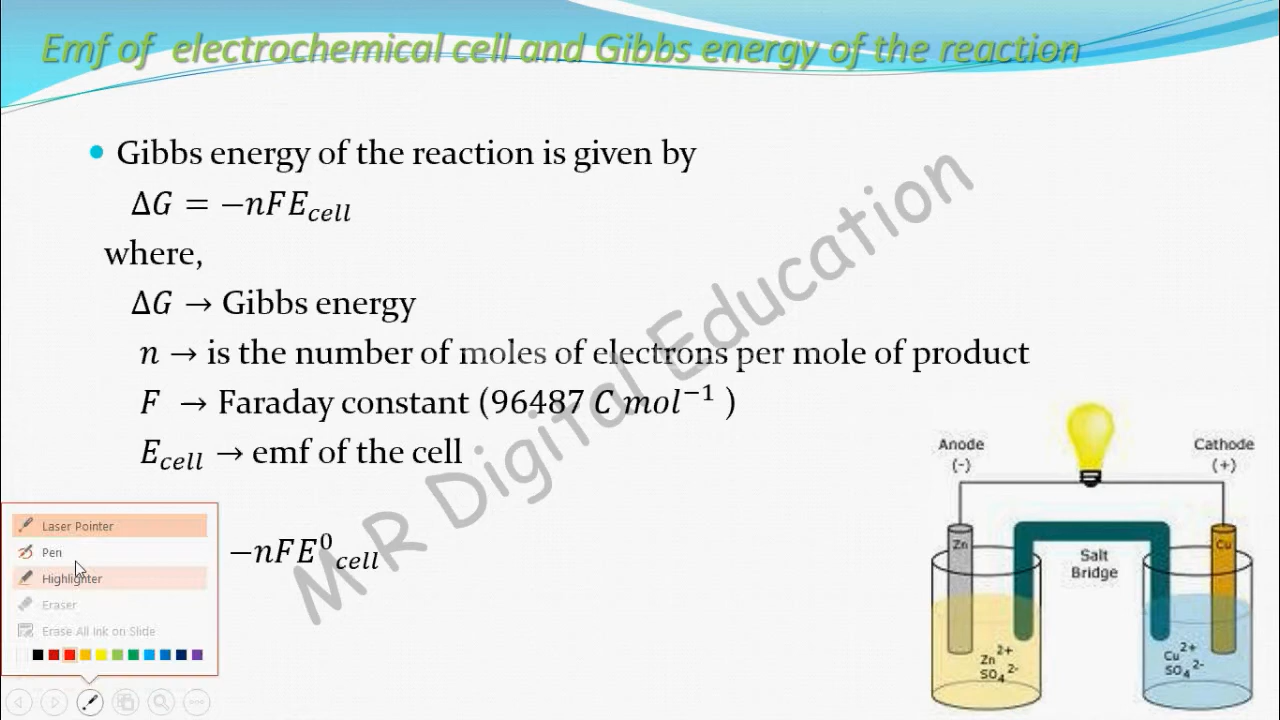 Emf of electrochemical cell and Gibbs energy of the reaction
• Gibbs energy of the reaction is given by
ΔG = −nFE_cell
where,
ΔG → Gibbs energy
n → is the number of moles of electrons per mole of product
F → Faraday constant (96487 C mol⁻¹ )
E_cell → emf of the cell
−nFE⁰_cell
M R Digital Education
Laser Pointer
Pen
Highlighter
Eraser
Erase All Ink on Slide
Anode
(-)
Cathode
(+)
Zn
Cu
Salt
Bridge
Zn²⁺
SO₄²⁻
Cu²⁺
SO₄²⁻